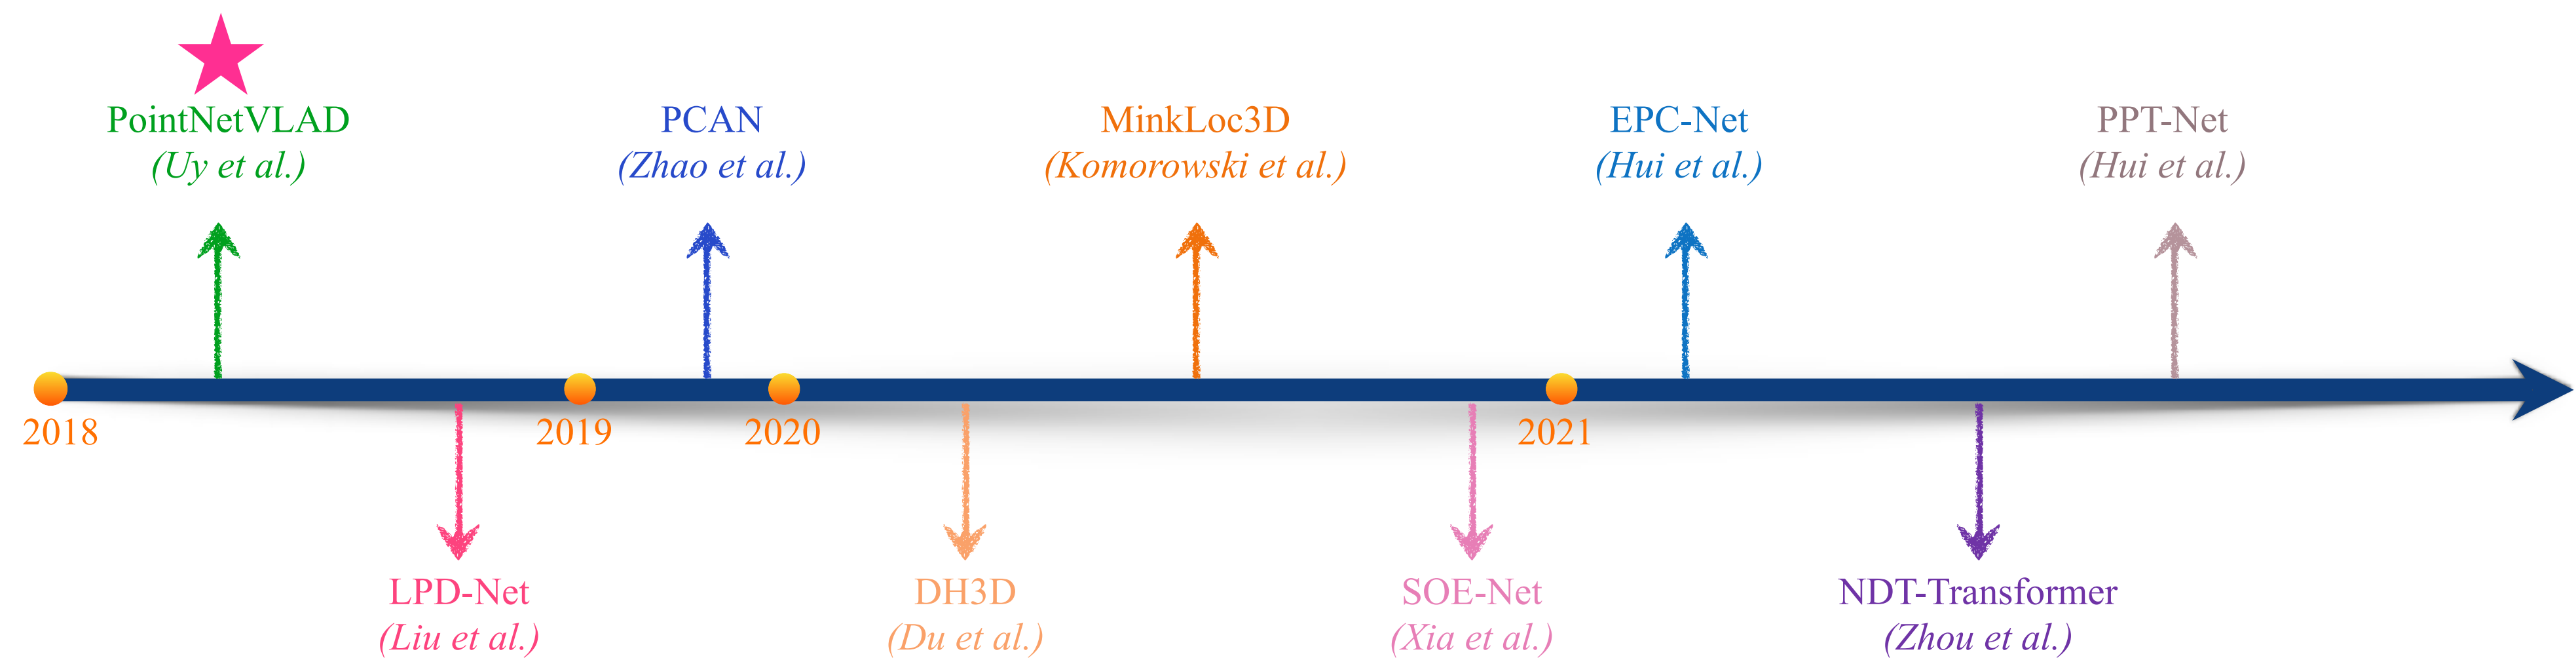 PointNetVLAD
(Uy et al.)
PCAN
(Zhao et al.)
MinkLoc3D
(Komorowski et al.)
EPC-Net
(Hui et al.)
PPT-Net
(Hui et al.)
2018
2019
2020
2021
LPD-Net
(Liu et al.)
DH3D
(Du et al.)
SOE-Net
(Xia et al.)
NDT-Transformer
(Zhou et al.)